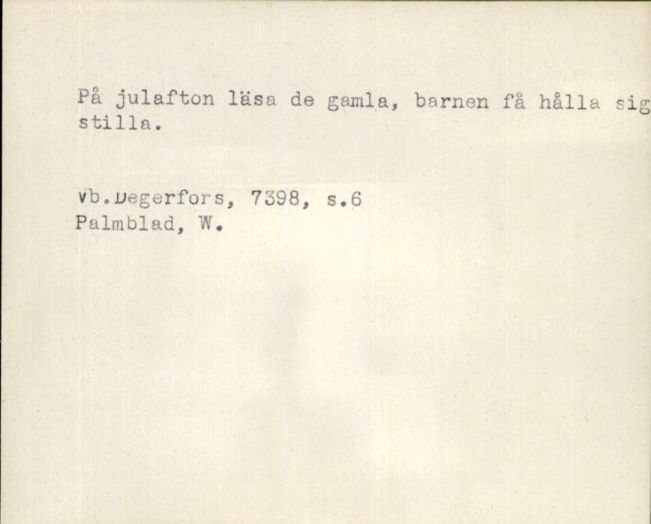 På julafton läsa de gamla, barnen få hålla sig
stilla.
Vb.Degerfors, 7398, s.6
Palmblad, W.